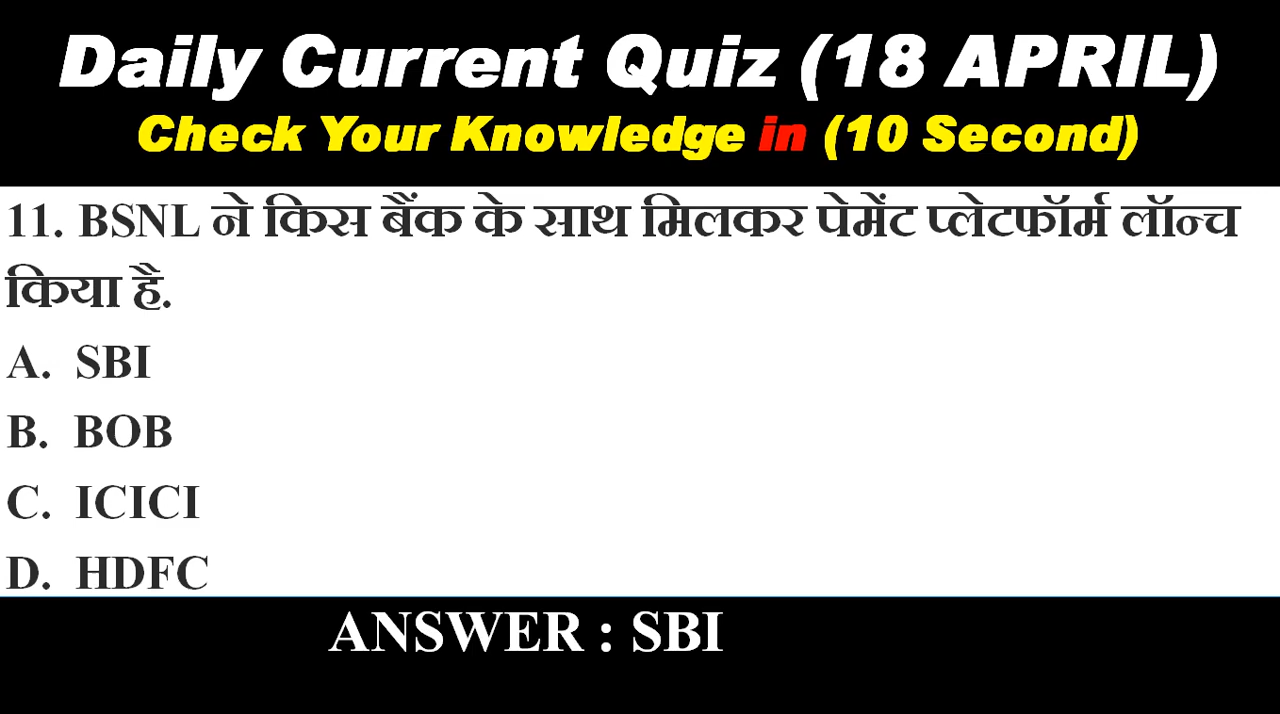 Daily Current Quiz (18 APRIL)
Check Your Knowledge in (10 Second)
11. BSNL ने किस बैंक के साथ मिलकर पेमेंट प्लेटफॉर्म लॉन्च
किया है.
A. SBI
B. BOB
C. ICICI
D. HDFC
ANSWER : SBI